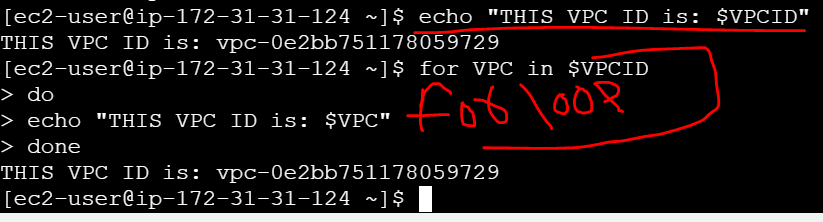 [ec2-user@ip-172-31-31-124 ~]$ echo "THIS VPC ID is: $VPCID"
THIS VPC ID is: vpc-0e2bb751178059729
[ec2-user@ip-172-31-31-124 ~]$ for VPC in $VPCID
> do
> echo "THIS VPC ID is: $VPC"
for loop
> done
THIS VPC ID is: vpc-0e2bb751178059729
[ec2-user@ip-172-31-31-124 ~]$